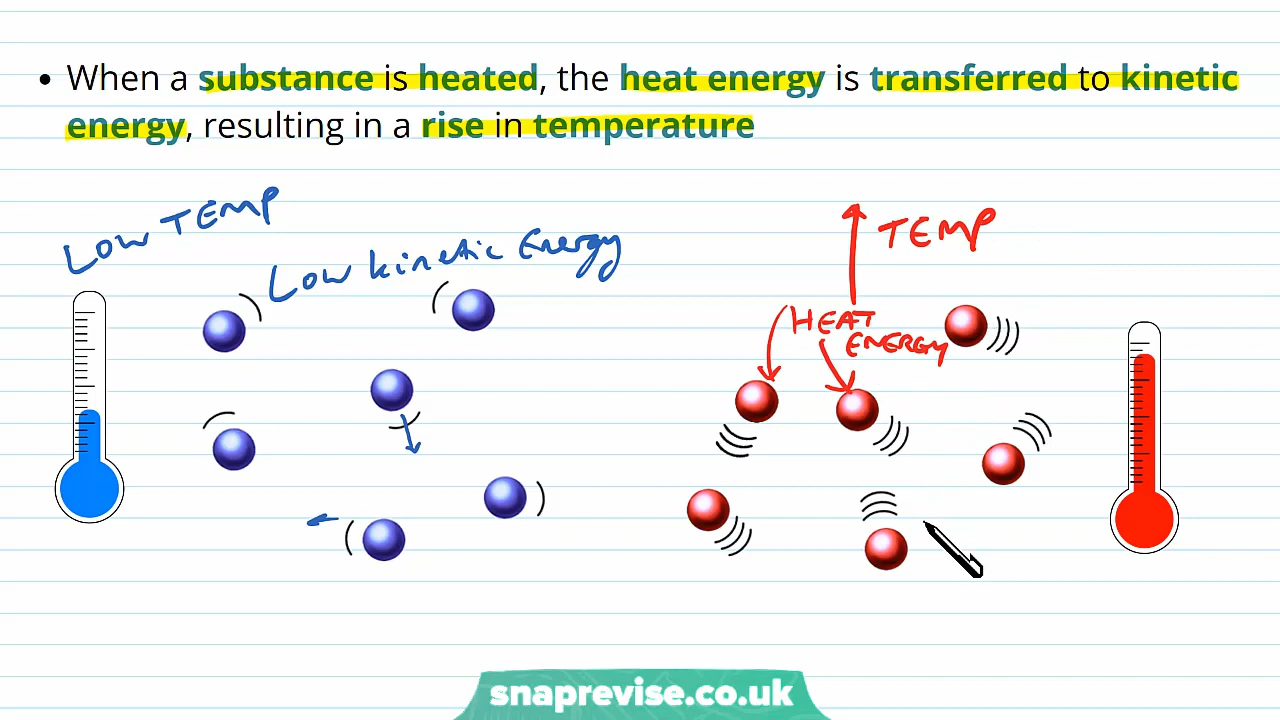 • When a substance is heated, the heat energy is transferred to kinetic
energy, resulting in a rise in temperature
Low TEMP
Low kinetic Energy
TEMP
HEAT
ENERGY
snaprevise.co.uk